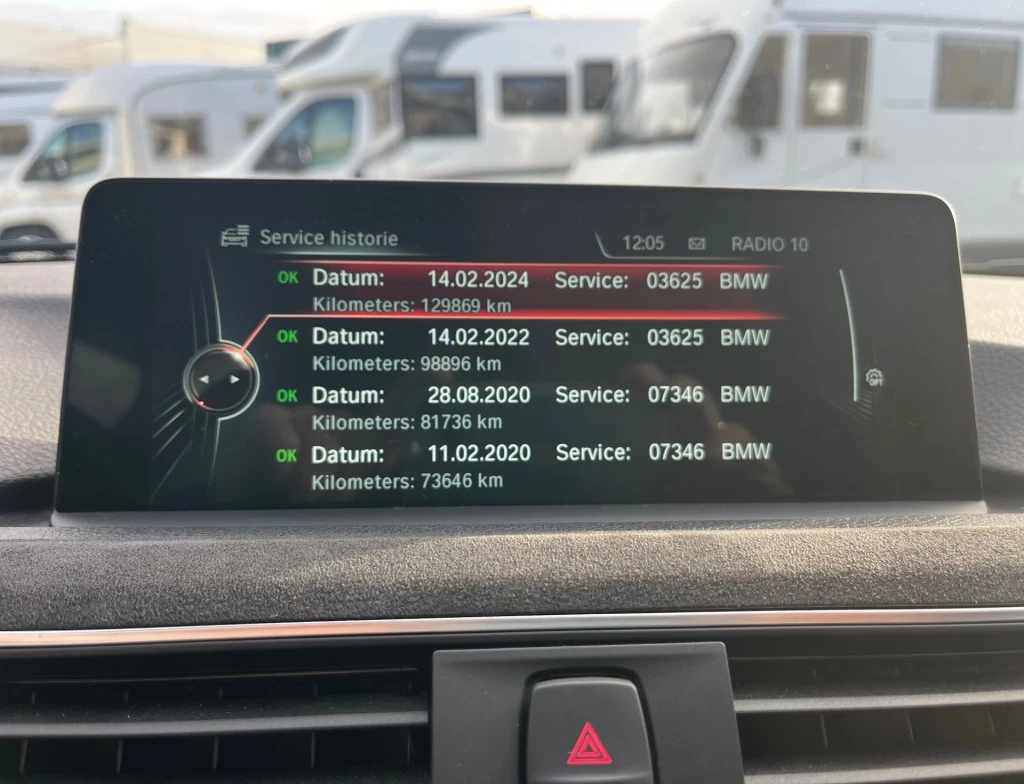 Service historie 12:05 RADIO 10
OK Datum: 14.02.2024 Service: 03625 BMW
Kilometers: 129869 km
OK Datum: 14.02.2022 Service: 03625 BMW
Kilometers: 98896 km
OK Datum: 28.08.2020 Service: 07346 BMW
Kilometers: 81736 km
OPT
OK Datum: 11.02.2020 Service: 07346 BMW
Kilometers: 73646 km